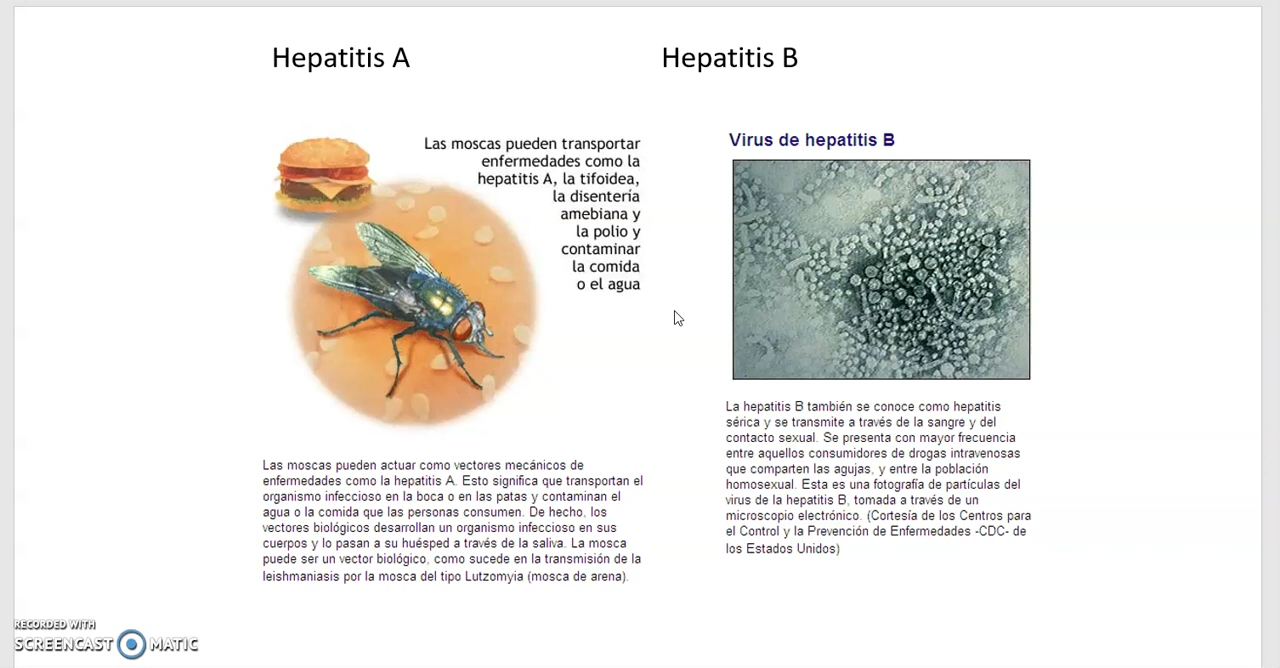 Hepatitis A
Las moscas pueden transportar
enfermedades como la
hepatitis A, la tifoidea,
la disentería
amebiana y
la polio y
contaminar
la comida
o el agua
Las moscas pueden actuar como vectores mecánicos de
enfermedades como la hepatitis A. Esto significa que transportan el
organismo infeccioso en la boca o en las patas y contaminan el
agua o la comida que las personas consumen. De hecho, los
vectores biológicos desarrollan un organismo infeccioso en sus
cuerpos y lo pasan a su huésped a través de la saliva. La mosca
puede ser un vector biológico, como sucede en la transmisión de la
leishmaniasis por la mosca del tipo Lutzomyia (mosca de arena).
Hepatitis B
Virus de hepatitis B
La hepatitis B también se conoce como hepatitis
sérica y se transmite a través de la sangre y del
contacto sexual. Se presenta con mayor frecuencia
entre aquellos consumidores de drogas intravenosas
que comparten las agujas, y entre la población
homosexual. Esta es una fotografía de partículas del
virus de la hepatitis B, tomada a través de un
microscopio electrónico. (Cortesía de los Centros para
el Control y la Prevención de Enfermedades -CDC- de
los Estados Unidos)
RECORDED WITH
SCREENCAST MATIC